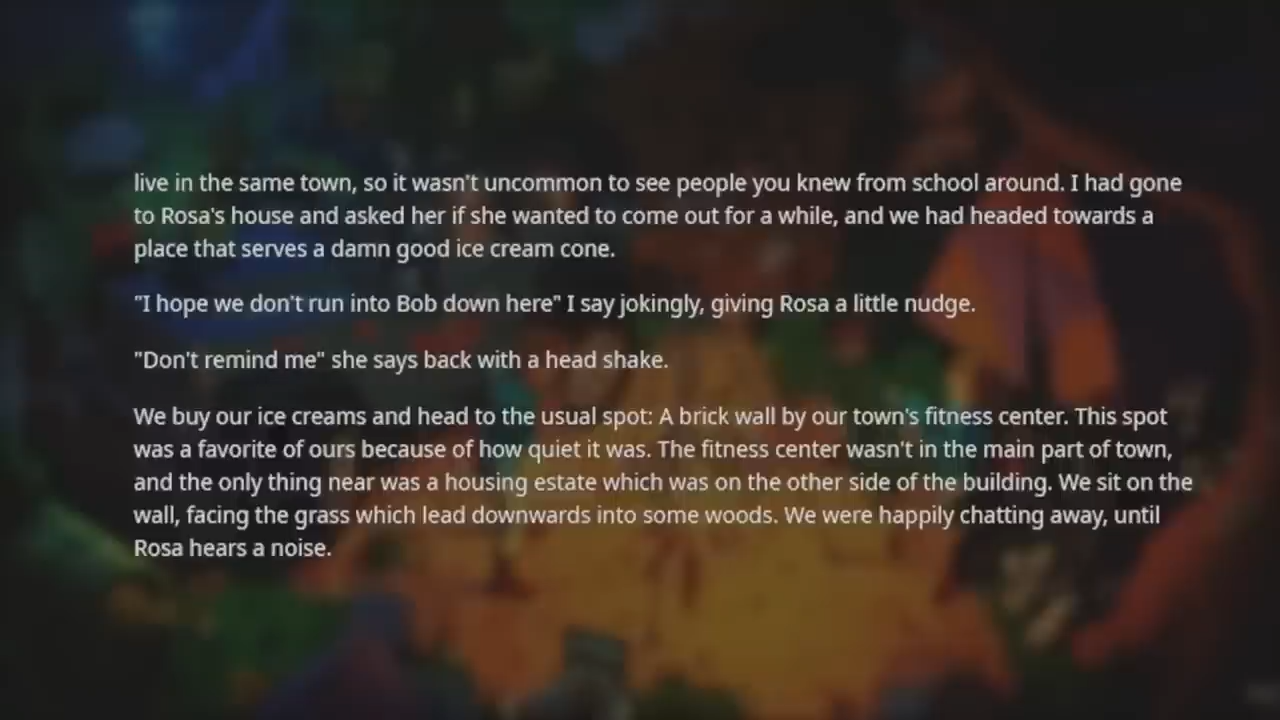 live in the same town, so it wasn't uncommon to see people you knew from school around. I had gone
to Rosa's house and asked her if she wanted to come out for a while, and we had headed towards a
place that serves a damn good ice cream cone.
"I hope we don't run into Bob down here" I say jokingly, giving Rosa a little nudge.
"Don't remind me" she says back with a head shake.
We buy our ice creams and head to the usual spot: A brick wall by our town's fitness center. This spot
was a favorite of ours because of how quiet it was. The fitness center wasn't in the main part of town,
and the only thing near was a housing estate which was on the other side of the building. We sit on the
wall, facing the grass which lead downwards into some woods. We were happily chatting away, until
Rosa hears a noise.